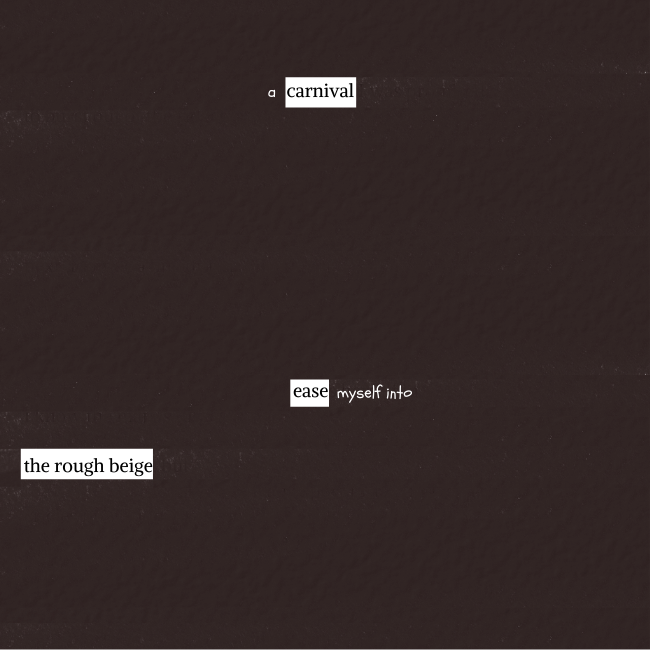 a carnival
ease myself into
the rough beige